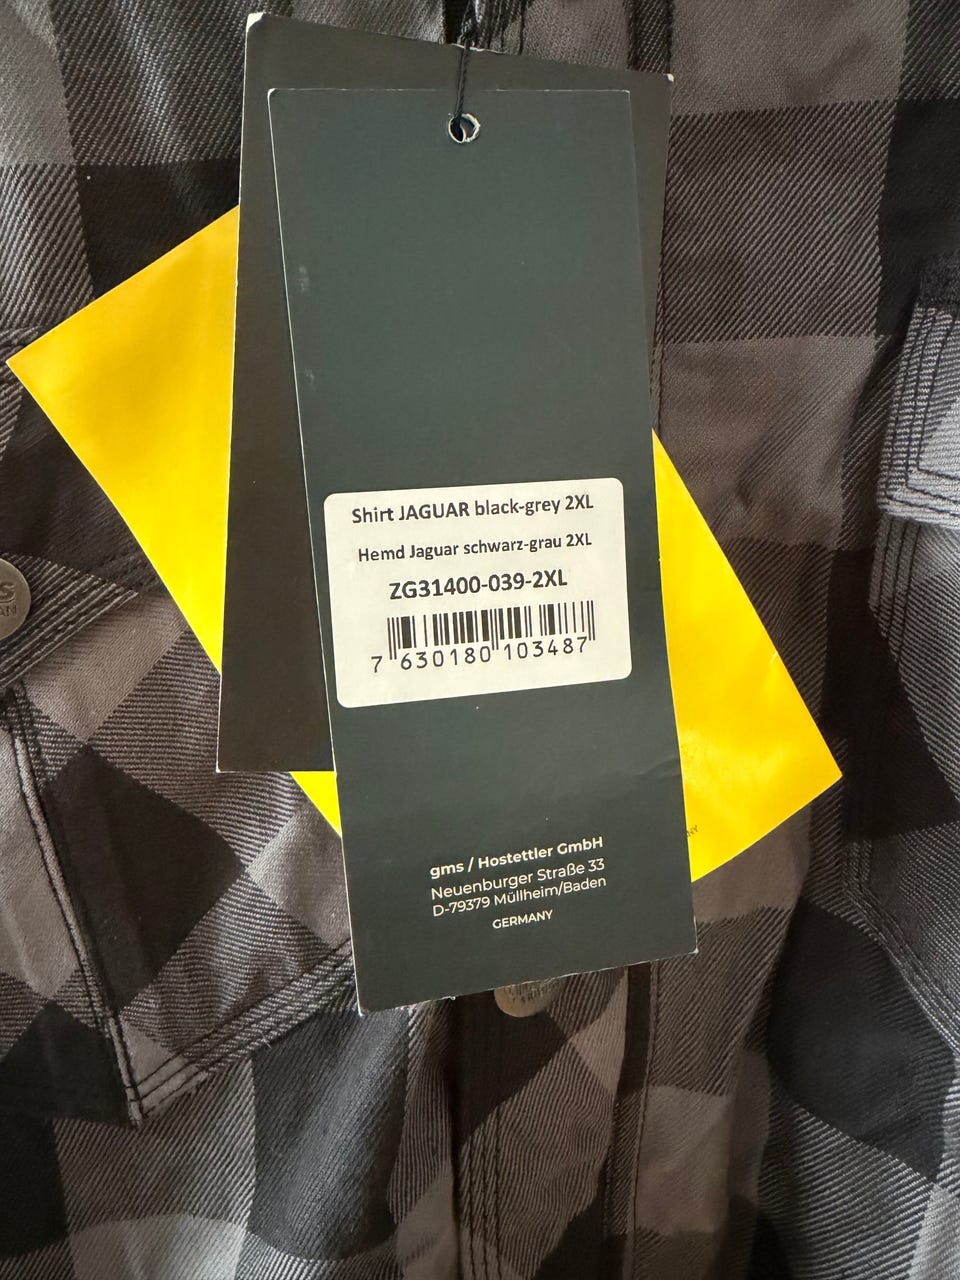 Shirt JAGUAR black-grey 2XL
Hemd Jaguar schwarz-grau 2XL
ZG31400-039-2XL
7 630180 103487
gms / Hostettler GmbH
Neuenburger Straße 33
D-79379 Müllheim/Baden
GERMANY